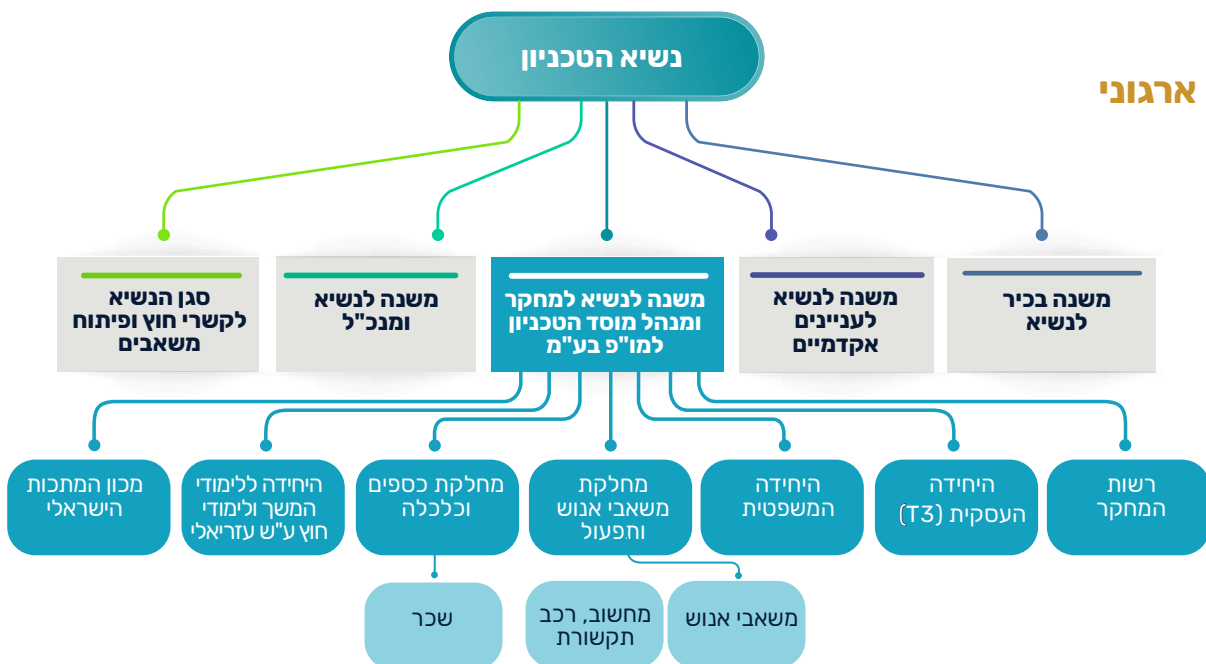 נשיא הטכניון
ארגוני
משנה בכיר
לנשיא
משנה לנשיא
לעניינים
אקדמיים
משנה לנשיא למחקר
ומנהל מוסד הטכניון
למו"פ בע"מ
משנה לנשיא
ומנכ"ל
סגן הנשיא
לקשרי חוץ ופיתוח
משאבים
רשות
המחקר
היחידה
העסקית (T3)
היחידה
המשפטית
מחלקת
משאבי אנוש
ותפעול
מחלקת כספים
וכלכלה
היחידה ללימודי
המשך ולימודי
חוץ ע"ש עזריאלי
מכון המתכות
הישראלי
משאבי אנוש
מחשוב, רכב
תקשורת
שכר